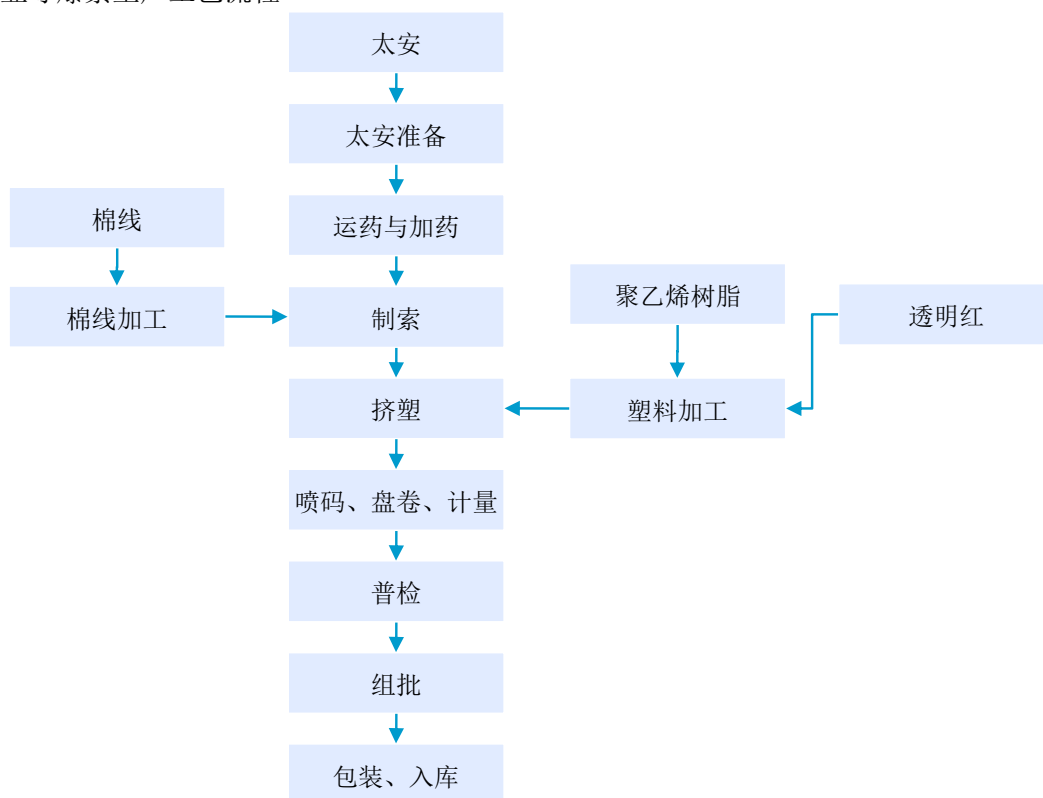 太安
太安准备
运药与加药
棉线
棉线加工
制索
聚乙烯树脂
透明红
挤塑
塑料加工
喷码、盘卷、计量
普检
组批
包装、入库